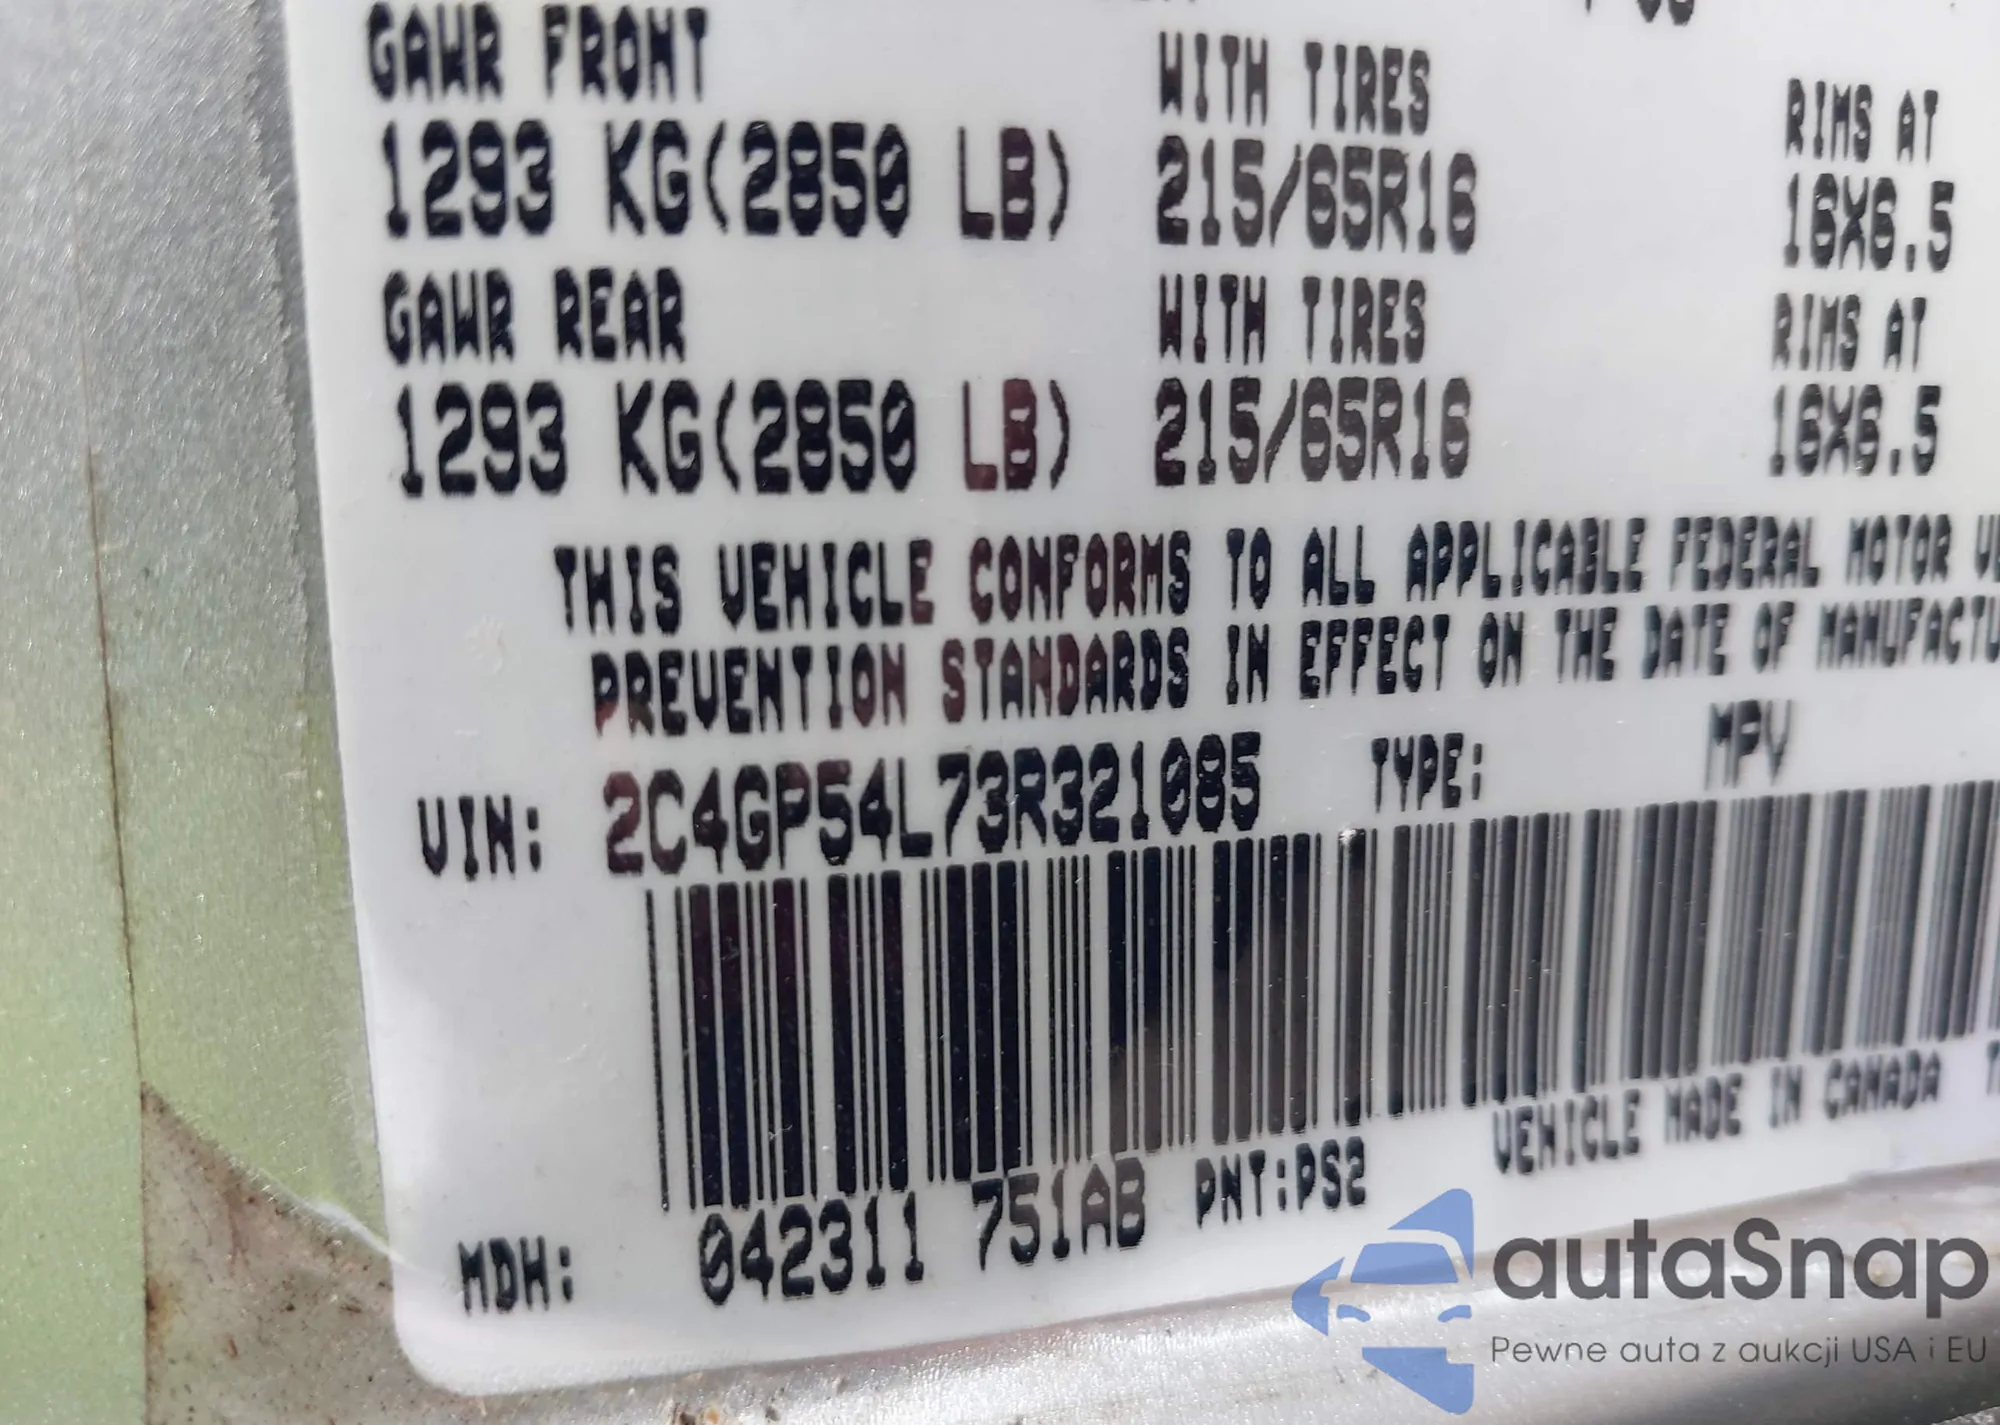 GAWR FRONT WITH TIRES RIMS AT
1293 KG(2850 LB) 215/65R16 16X6.5
GAWR REAR WITH TIRES RIMS AT
1293 KG(2850 LB) 215/65R16 16X6.5
THIS VEHICLE CONFORMS TO ALL APPLICABLE FEDERAL MOTOR
PREVENTION STANDARDS IN EFFECT ON THE DATE OF
VIN: 2C4GP54L73R321085 TYPE: MPV
VEHICLE MADE IN CANADA
MDH: 042311 751AB PNT:PS2
autaSnap
Pewne auta z aukcji USA i EU